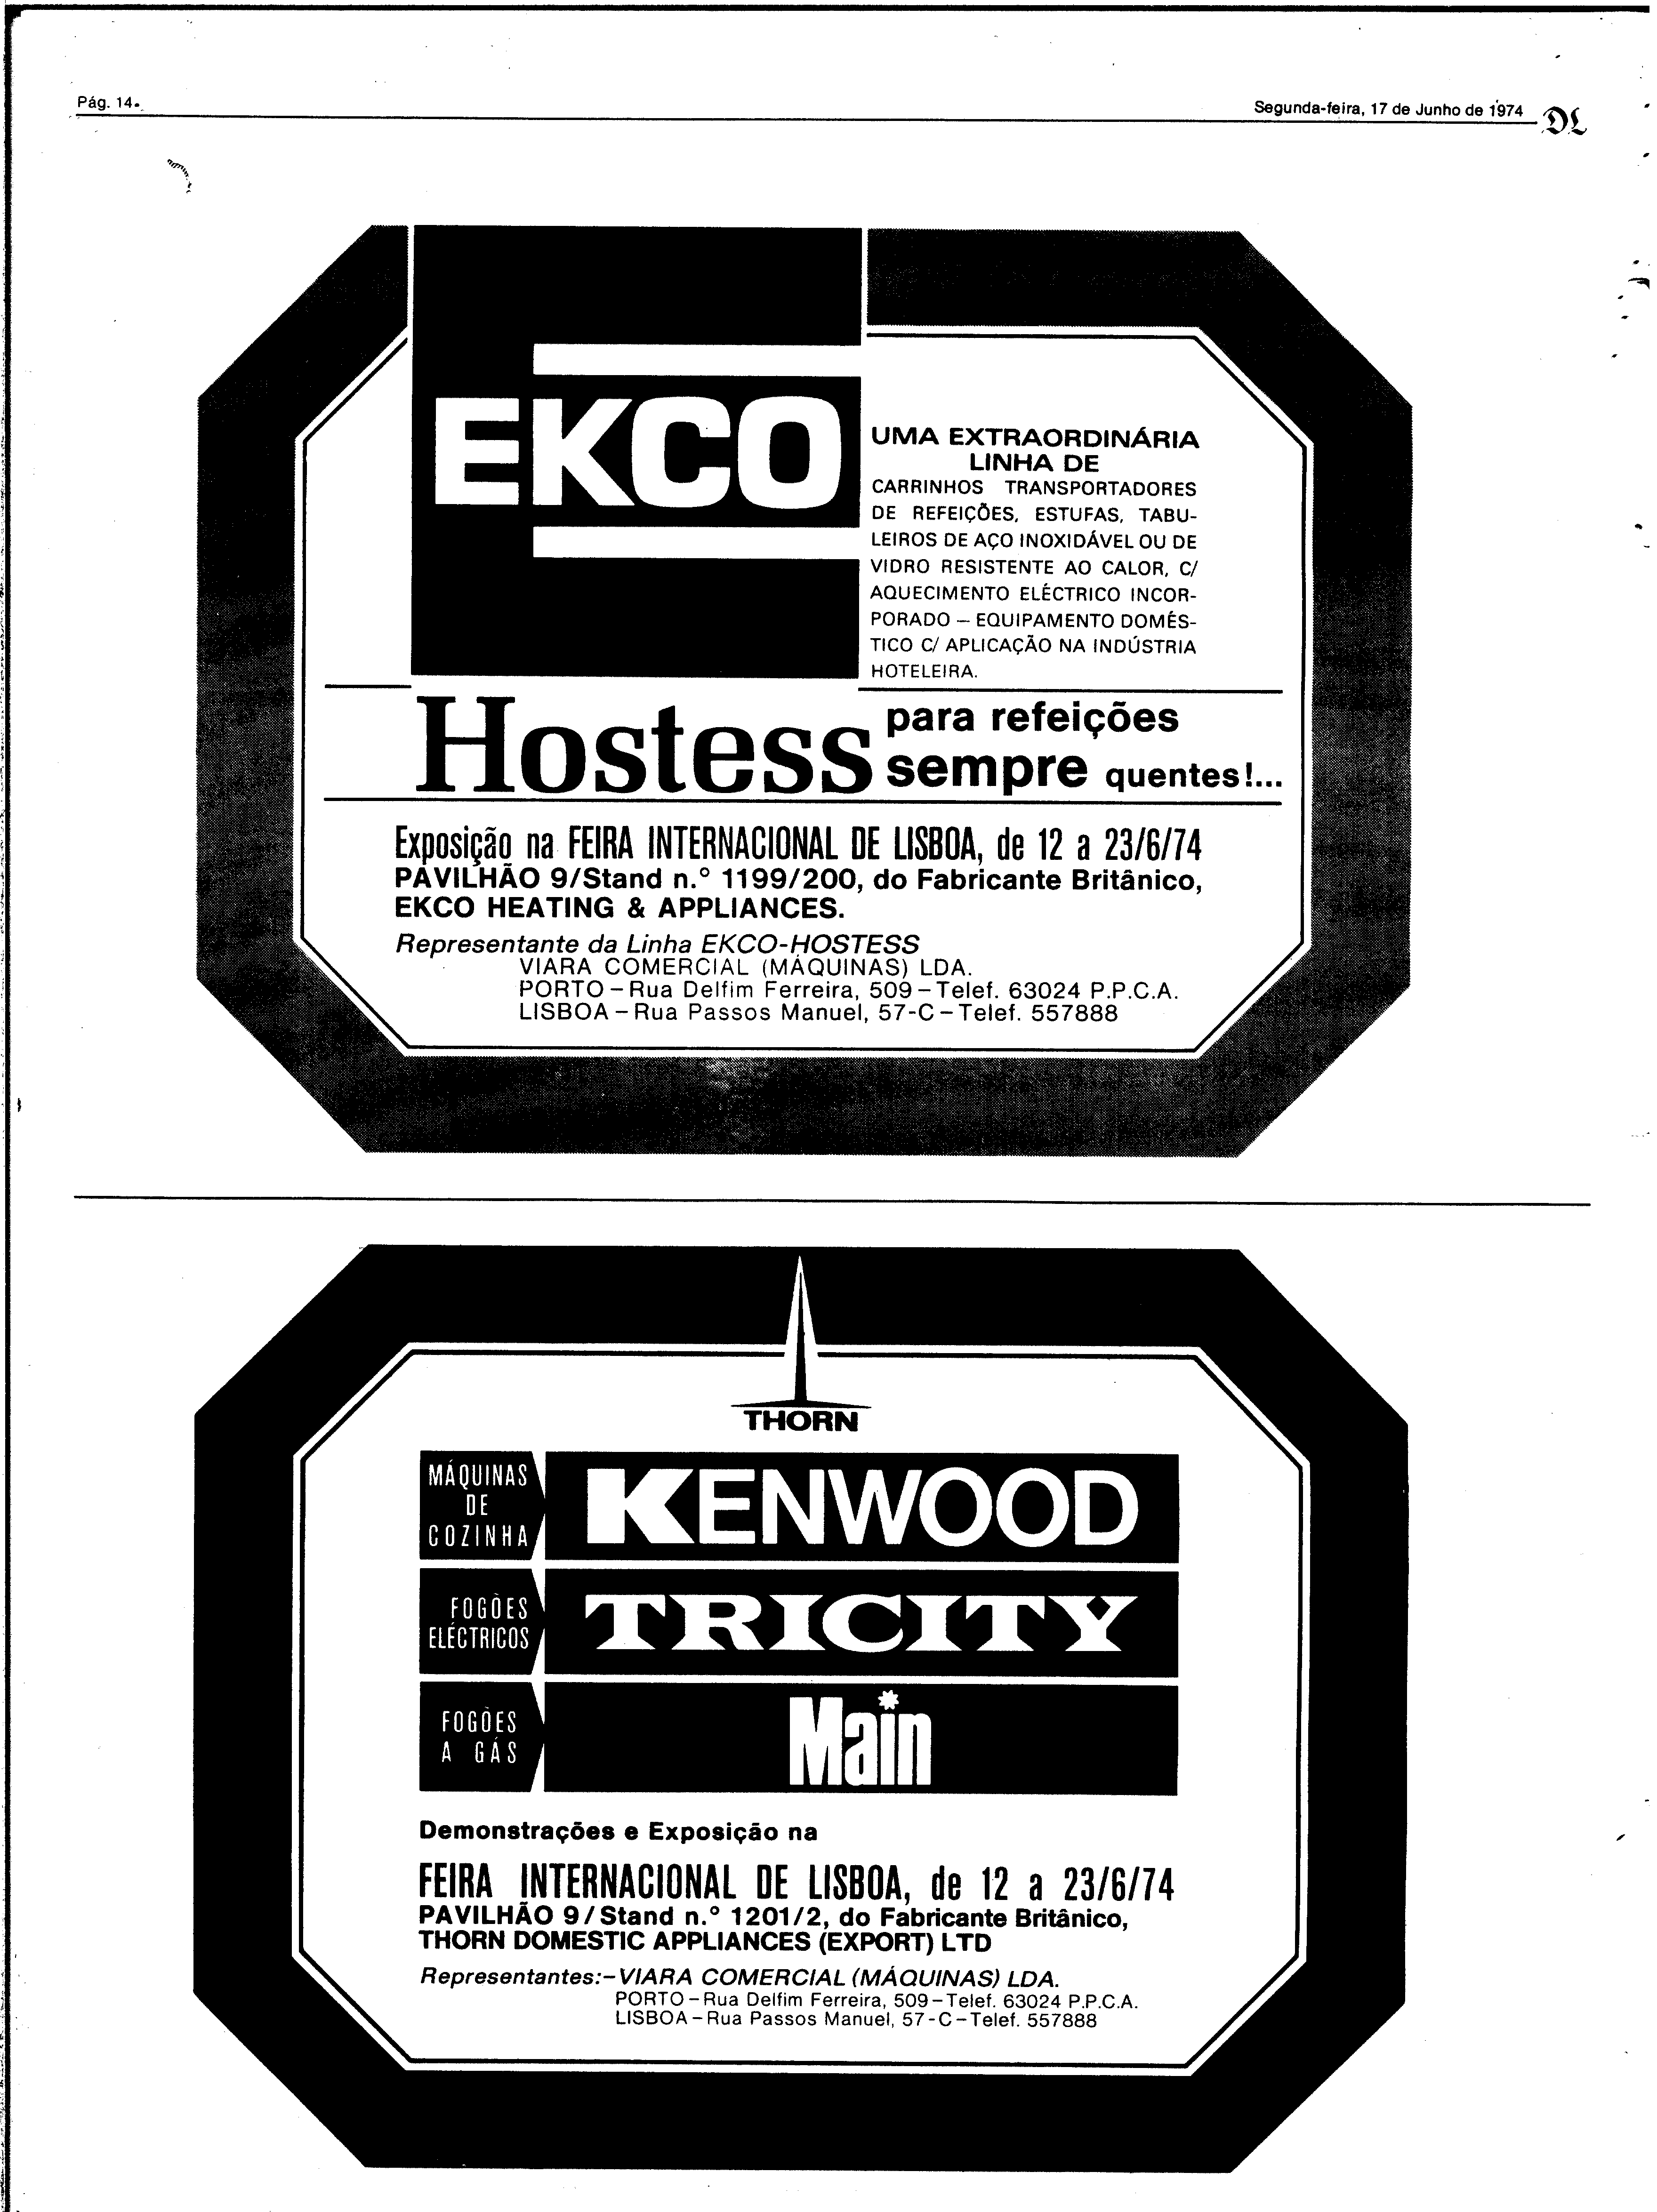 Pág. 14
Segunda-feira, 17 de Junho de 1974 DL
EKCO
UMA EXTRAORDINÁRIA
LINHA DE
CARRINHOS TRANSPORTADORES
DE REFEIÇÕES, ESTUFAS, TABU-
LEIROS DE AÇO INOXIDÁVEL OU DE
VIDRO RESISTENTE AO CALOR, C/
AQUECIMENTO ELÉCTRICO INCOR-
PORADO — EQUIPAMENTO DOMÉS-
TICO C/ APLICAÇÃO NA INDÚSTRIA
HOTELEIRA.
Hostess para refeições
sempre quentes!...
Exposição na FEIRA INTERNACIONAL DE LISBOA, de 12 a 23/6/74
PAVILHÃO 9/Stand n.º 1199/200, do Fabricante Britânico,
EKCO HEATING & APPLIANCES.
Representante da Linha EKCO-HOSTESS
VIARA COMERCIAL (MÁQUINAS) LDA.
PORTO – Rua Delfim Ferreira, 509 – Telef. 63024 P.P.C.A.
LISBOA – Rua Passos Manuel, 57-C – Telef. 557888
THORN
MÁQUINAS
DE
COZINHA
KENWOOD
FOGÕES
ELÉCTRICOS
TRICITY
FOGÕES
A GÁS
Main
Demonstrações e Exposição na
FEIRA INTERNACIONAL DE LISBOA, de 12 a 23/6/74
PAVILHÃO 9/Stand n.º 1201/2, do Fabricante Britânico,
THORN DOMESTIC APPLIANCES (EXPORT) LTD
Representantes:– VIARA COMERCIAL (MÁQUINAS) LDA.
PORTO – Rua Delfim Ferreira, 509 – Telef. 63024 P.P.C.A.
LISBOA – Rua Passos Manuel, 57-C – Telef. 557888